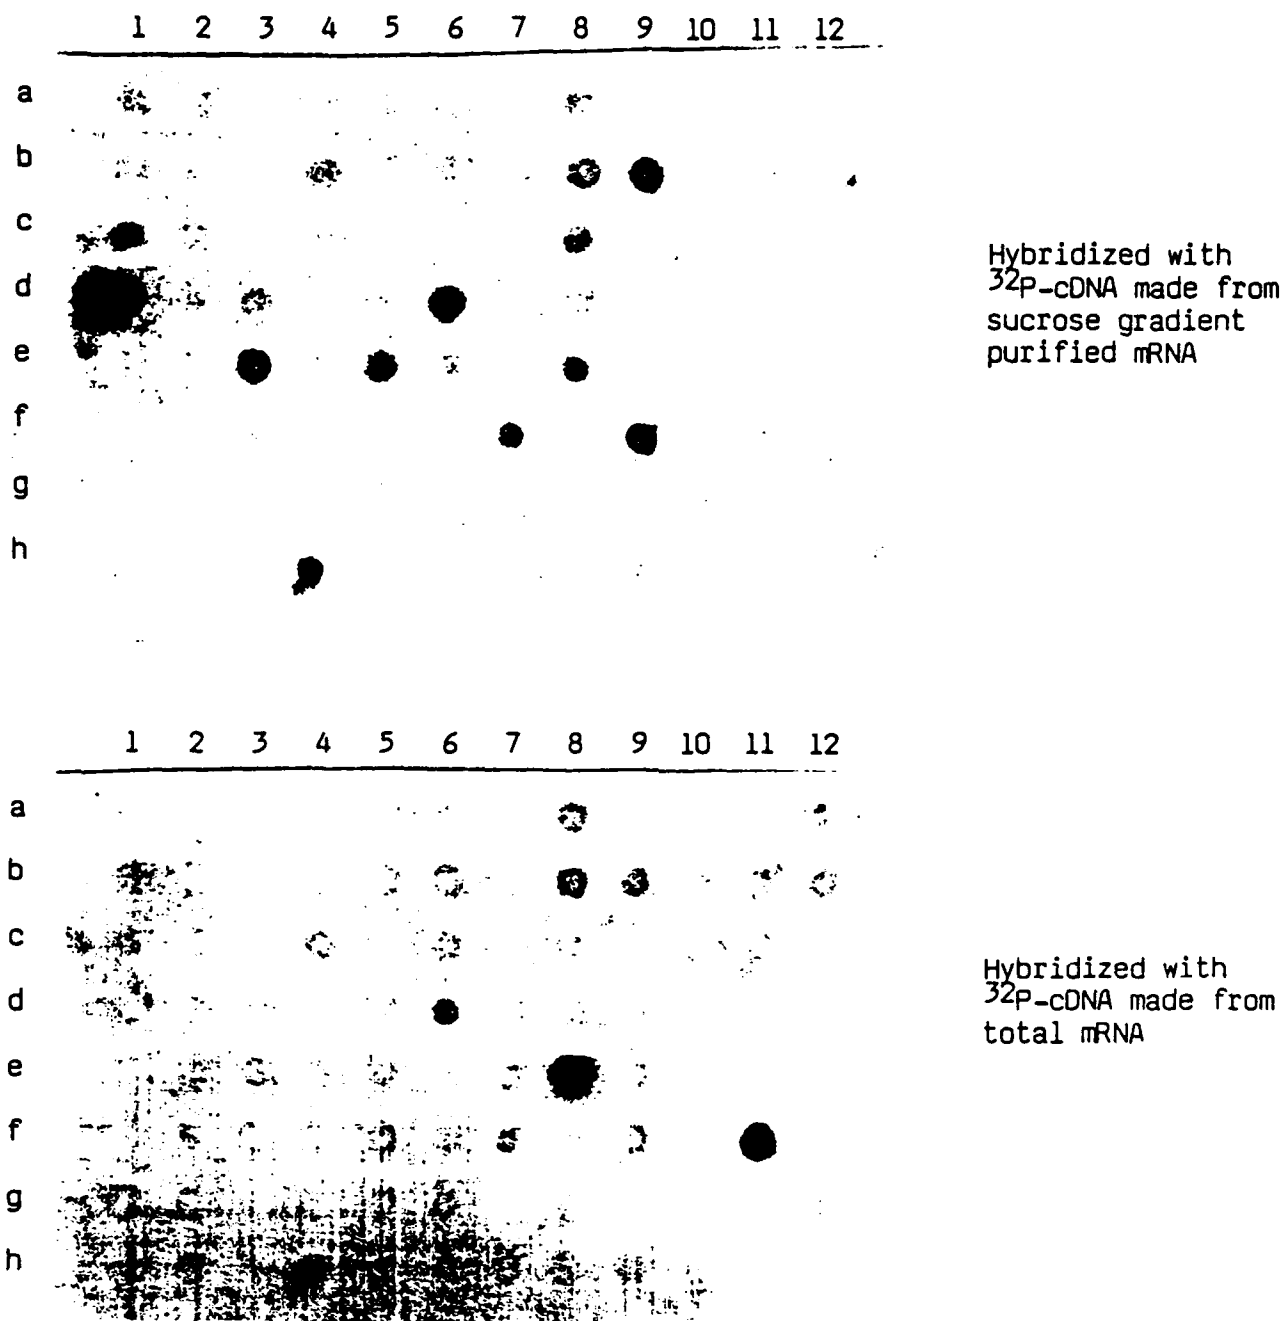 1 2 3 4 5 6 7 8 9 10 11 12
a
b
c
d
e
f
g
h
Hybridized with
32P-cDNA made from
sucrose gradient
purified mRNA
1 2 3 4 5 6 7 8 9 10 11 12
a
b
c
d
e
f
g
h
Hybridized with
32P-cDNA made from
total mRNA